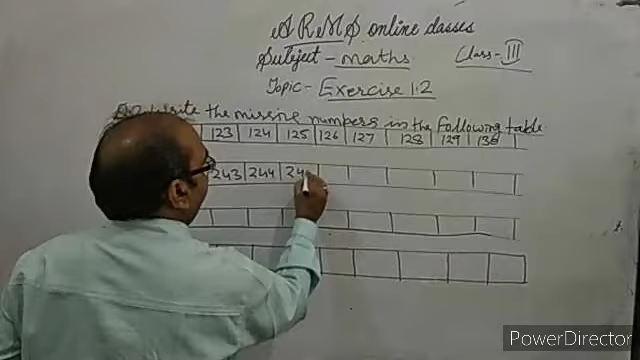 A R M S online classes
Subject - maths Class - III
Topic - Exercise 1.2
Write the missing numbers in the following table
123 124 125 126 127 128 129 130
243 244 24
PowerDirector